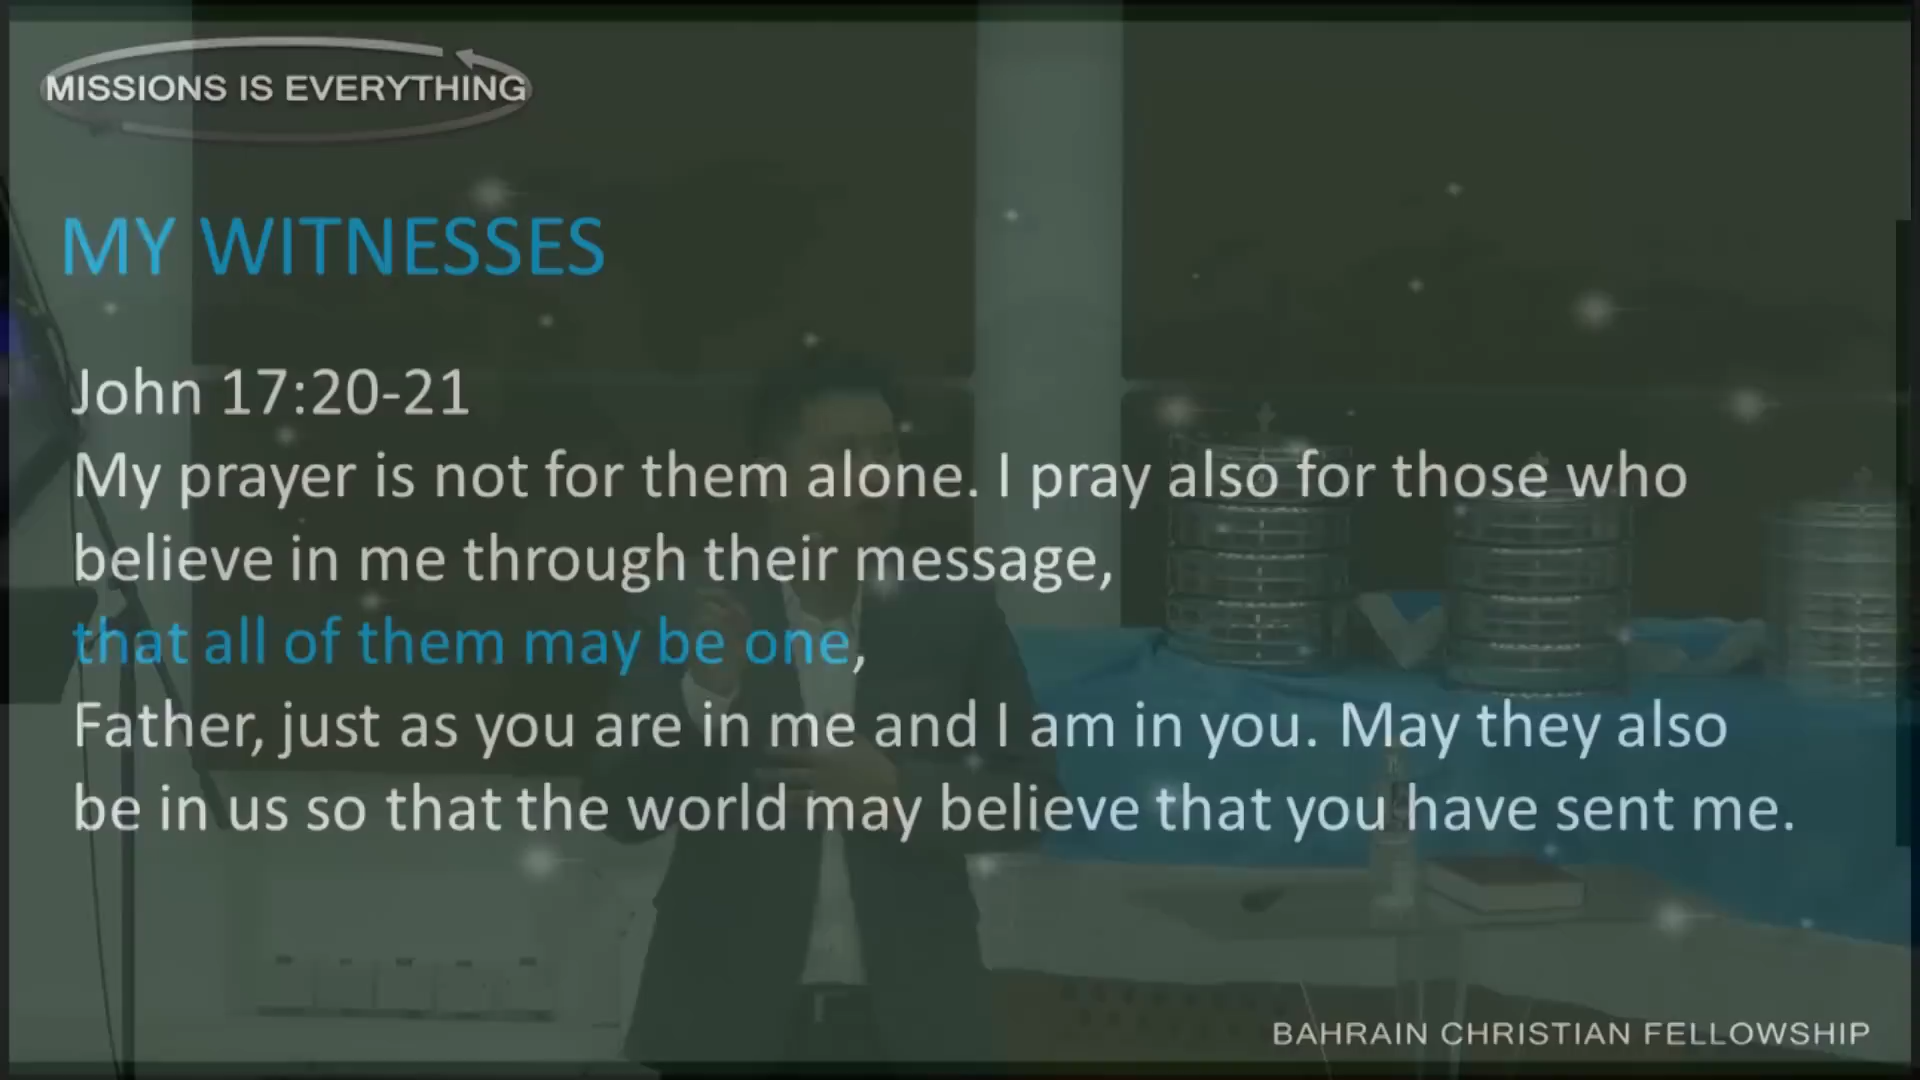 MISSIONS IS EVERYTHING
MY WITNESSES
John 17:20-21
My prayer is not for them alone. I pray also for those who
believe in me through their message,
that all of them may be one,
Father, just as you are in me and I am in you. May they also
be in us so that the world may believe that you have sent me.
BAHRAIN CHRISTIAN FELLOWSHIP